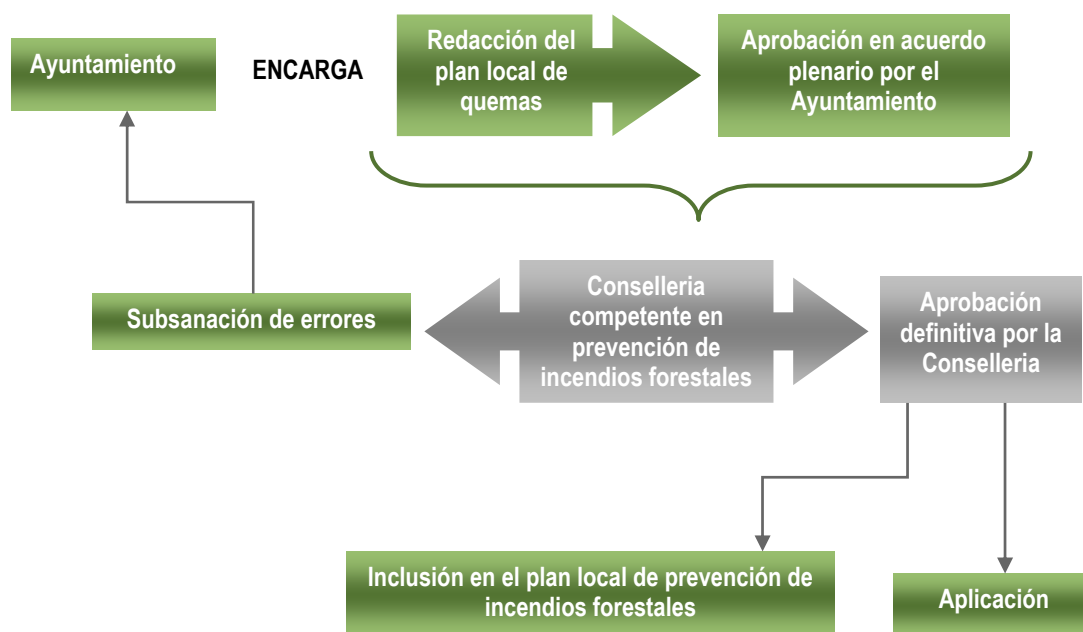 Ayuntamiento
ENCARGA
Redacción del
plan local de
quemas
Aprobación en acuerdo
plenario por el
Ayuntamiento
Subsanación de errores
Conselleria
competente en
prevención de
incendios forestales
Aprobación
definitiva por la
Conselleria
Inclusión en el plan local de prevención de
incendios forestales
Aplicación